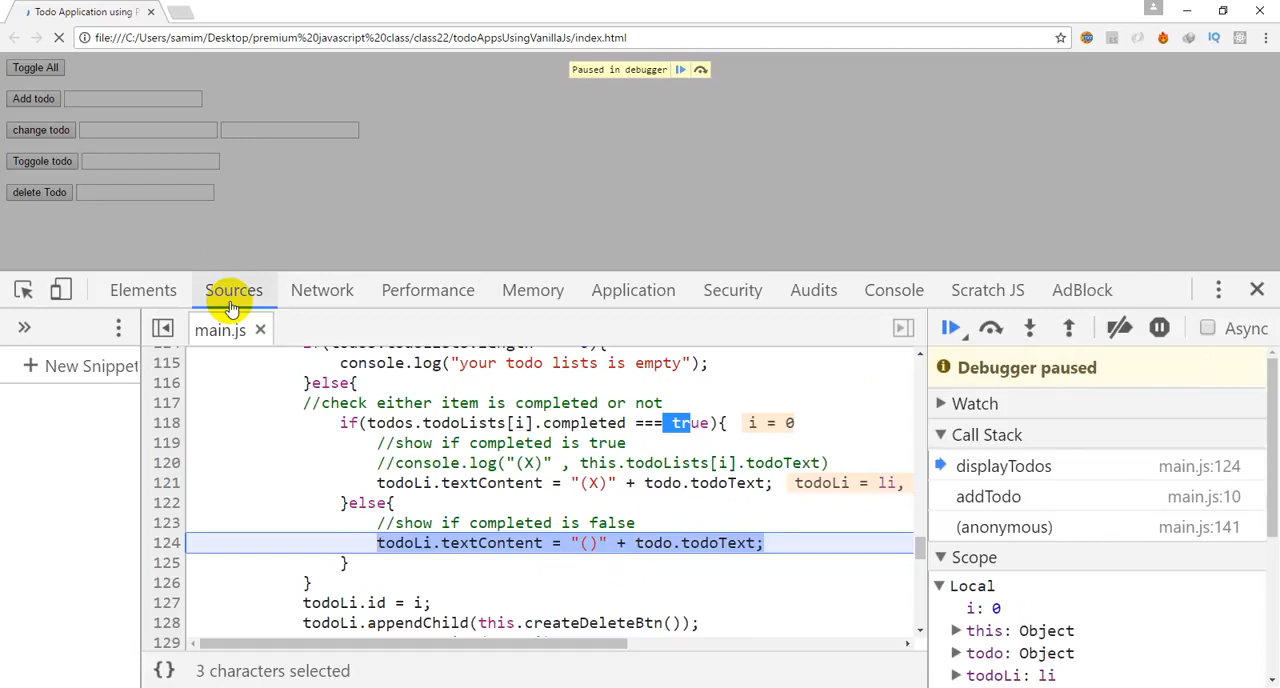 Todo Application using P
file:///C:/Users/samim/Desktop/premium%20javascript%20class/class22/todoAppsUsingVanillaJs/index.html
IQ
Toggle All
Paused in debugger
Add todo
change todo
Toggole todo
delete Todo
Elements Sources Network Performance Memory Application Security Audits Console Scratch JS AdBlock
main.js
Async
New Snippet
115 console.log("your todo lists is empty");
116 }else{
117 //check either item is completed or not
118 if(todos.todoLists[i].completed === true){ i = 0
119 //show if completed is true
120 //console.log("(X)" , this.todoLists[i].todoText)
121 todoLi.textContent = "(X)" + todo.todoText; todoLi = li,
122 }else{
123 //show if completed is false
124 todoLi.textContent = "()" + todo.todoText;
125 }
126 }
127 todoLi.id = i;
128 todoLi.appendChild(this.createDeleteBtn());
129
{} 3 characters selected
Debugger paused
Watch
Call Stack
displayTodos main.js:124
addTodo main.js:10
(anonymous) main.js:141
Scope
Local
i: 0
this: Object
todo: Object
todoLi: li